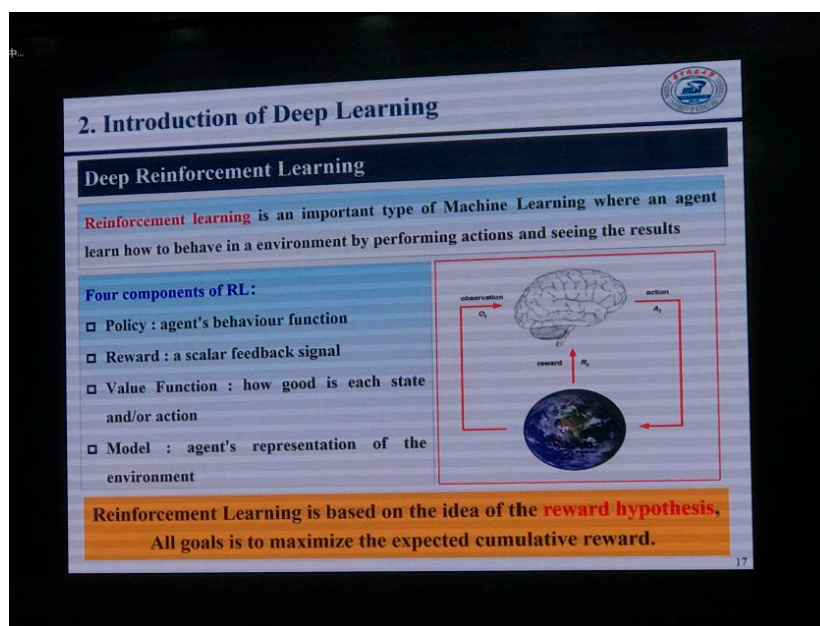 中...
2. Introduction of Deep Learning
Deep Reinforcement Learning
Reinforcement learning is an important type of Machine Learning where an agent
learn how to behave in a environment by performing actions and seeing the results
Four components of RL:
Policy : agent's behaviour function
Reward : a scalar feedback signal
Value Function : how good is each state
and/or action
Model : agent's representation of the
environment
observation
Oₜ
action
Aₜ
reward Rₜ
Reinforcement Learning is based on the idea of the reward hypothesis,
All goals is to maximize the expected cumulative reward.
17